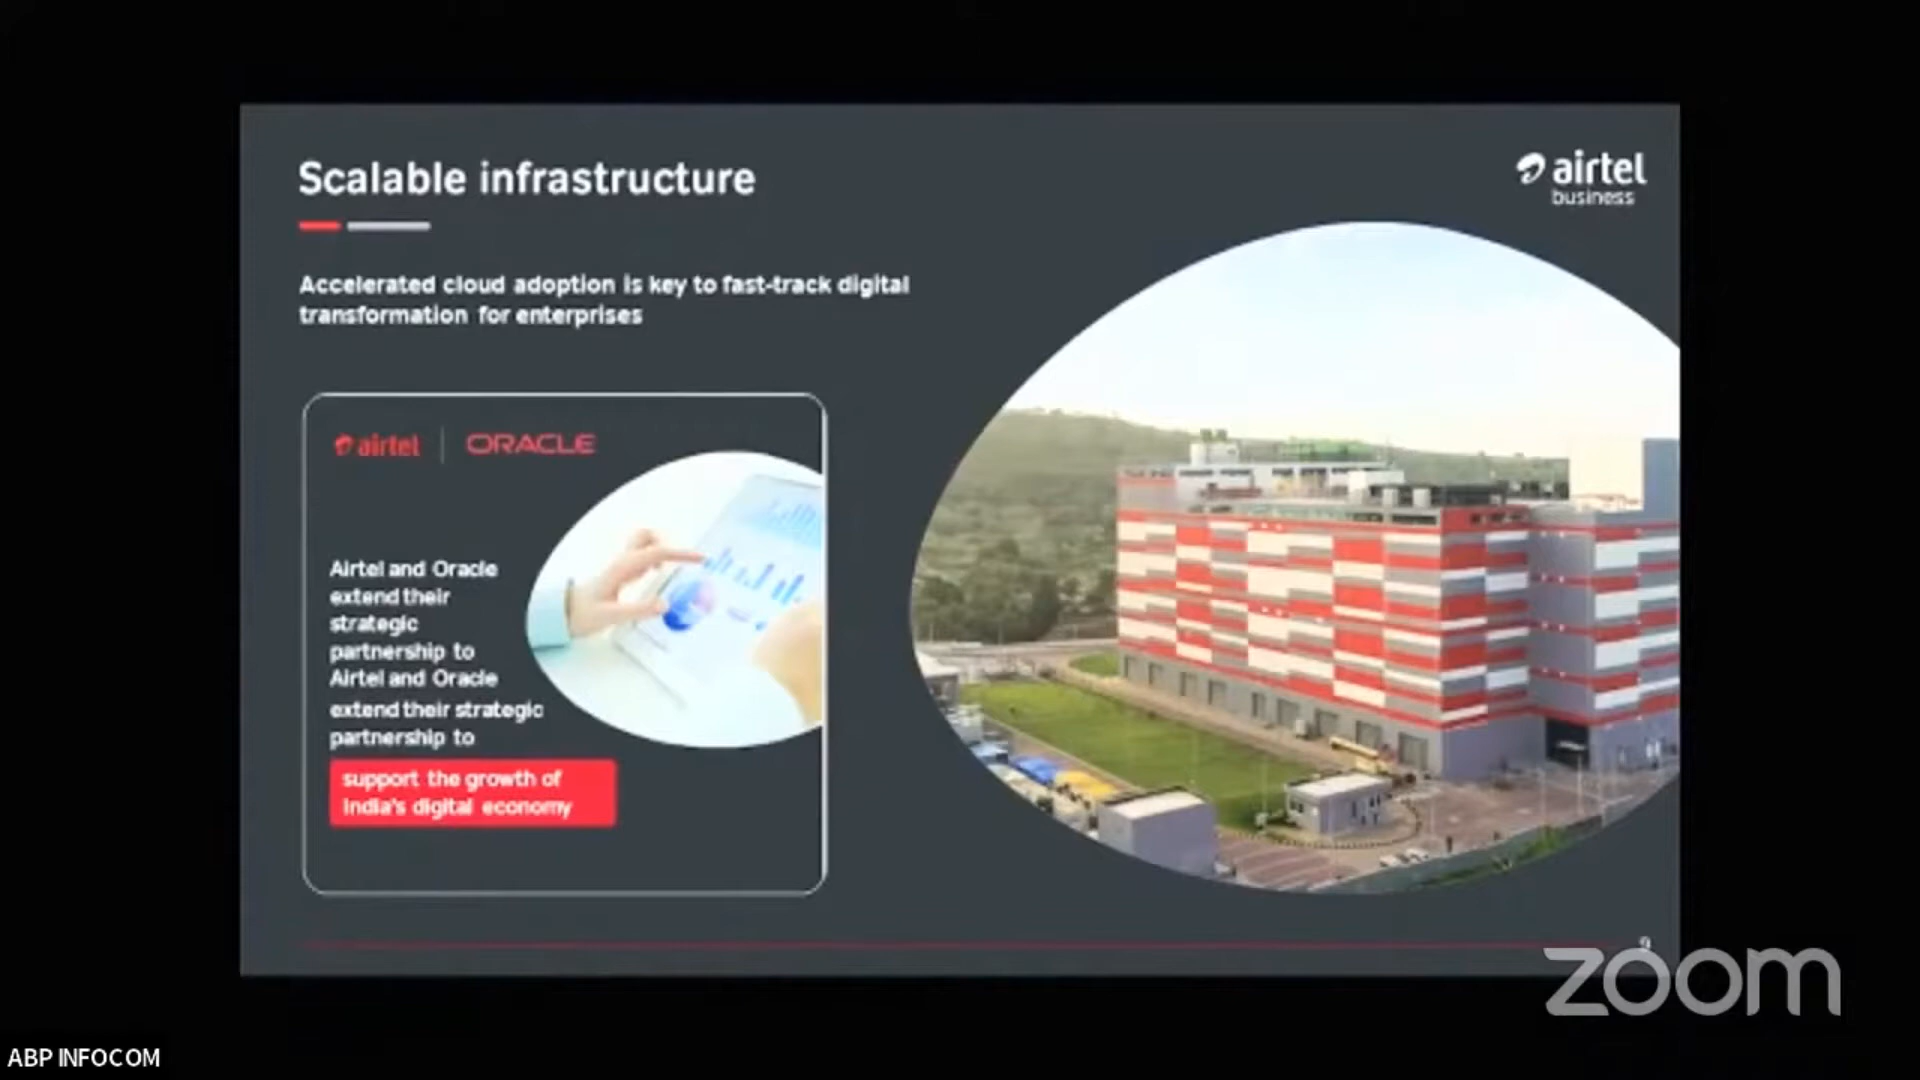 Scalable infrastructure
airtel
business
Accelerated cloud adoption is key to fast-track digital
transformation for enterprises
airtel | ORACLE
Airtel and Oracle
extend their
strategic
partnership to
Airtel and Oracle
extend their strategic
partnership to
support the growth of
India's digital economy
9
zoom
ABP INFOCOM